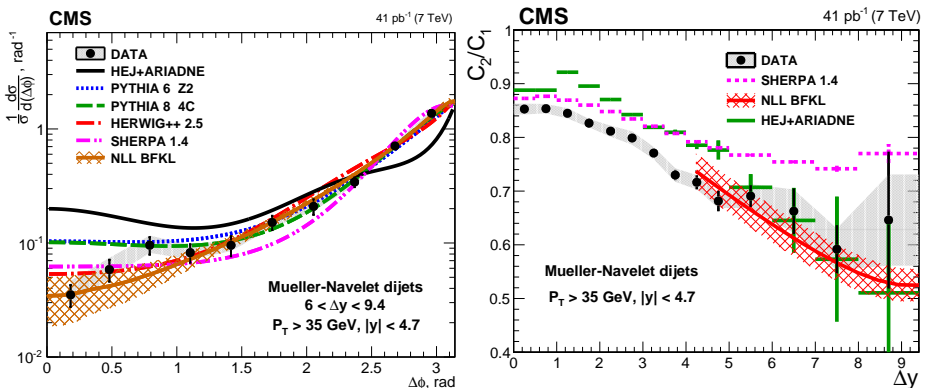 CMS
41 pb⁻¹ (7 TeV)
1/σ dσ/d(Δϕ), rad⁻¹
DATA
HEJ+ARIADNE
PYTHIA 6 Z2
PYTHIA 8 4C
HERWIG++ 2.5
SHERPA 1.4
NLL BFKL
1
10⁻¹
10⁻²
Mueller-Navelet dijets
6 < Δy < 9.4
P_T > 35 GeV, |y| < 4.7
0 0.5 1 1.5 2 2.5 3
Δϕ, rad
CMS
41 pb⁻¹ (7 TeV)
C₂/C₁
DATA
SHERPA 1.4
NLL BFKL
HEJ+ARIADNE
1
0.9
0.8
0.7
0.6
0.5
0.4
Mueller-Navelet dijets
P_T > 35 GeV, |y| < 4.7
0 1 2 3 4 5 6 7 8 9
Δy